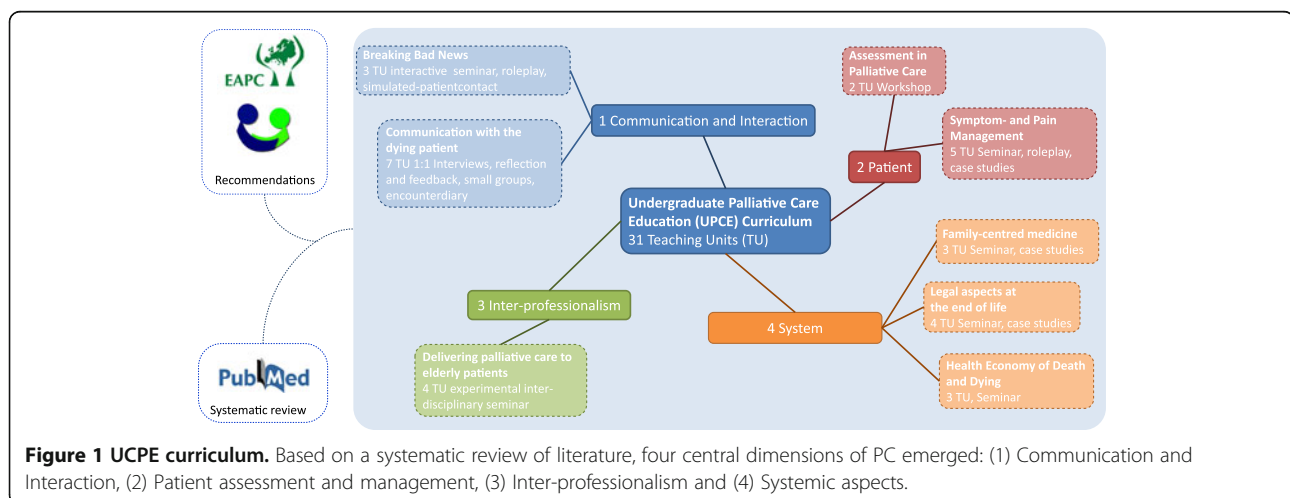 EAPC
Recommendations
PubMed
Systematic review
Breaking Bad News
3 TU interactive seminar, roleplay,
simulated-patientcontact
Communication with the
dying patient
7 TU 1:1 Interviews, reflection
and feedback, small groups,
encounterdiary
1 Communication and Interaction
Assessment in
Palliative Care
2 TU Workshop
Symptom- and Pain
Management
5 TU Seminar, roleplay,
case studies
2 Patient
Undergraduate Palliative Care
Education (UPCE) Curriculum
31 Teaching Units (TU)
3 Inter-professionalism
Delivering palliative care to
elderly patients
4 TU experimental inter-
disciplinary seminar
4 System
Family-centred medicine
3 TU Seminar, case studies
Legal aspects at
the end of life
4 TU Seminar, case studies
Health Economy of Death
and Dying
3 TU, Seminar
Figure 1 UCPE curriculum. Based on a systematic review of literature, four central dimensions of PC emerged: (1) Communication and
Interaction, (2) Patient assessment and management, (3) Inter-professionalism and (4) Systemic aspects.